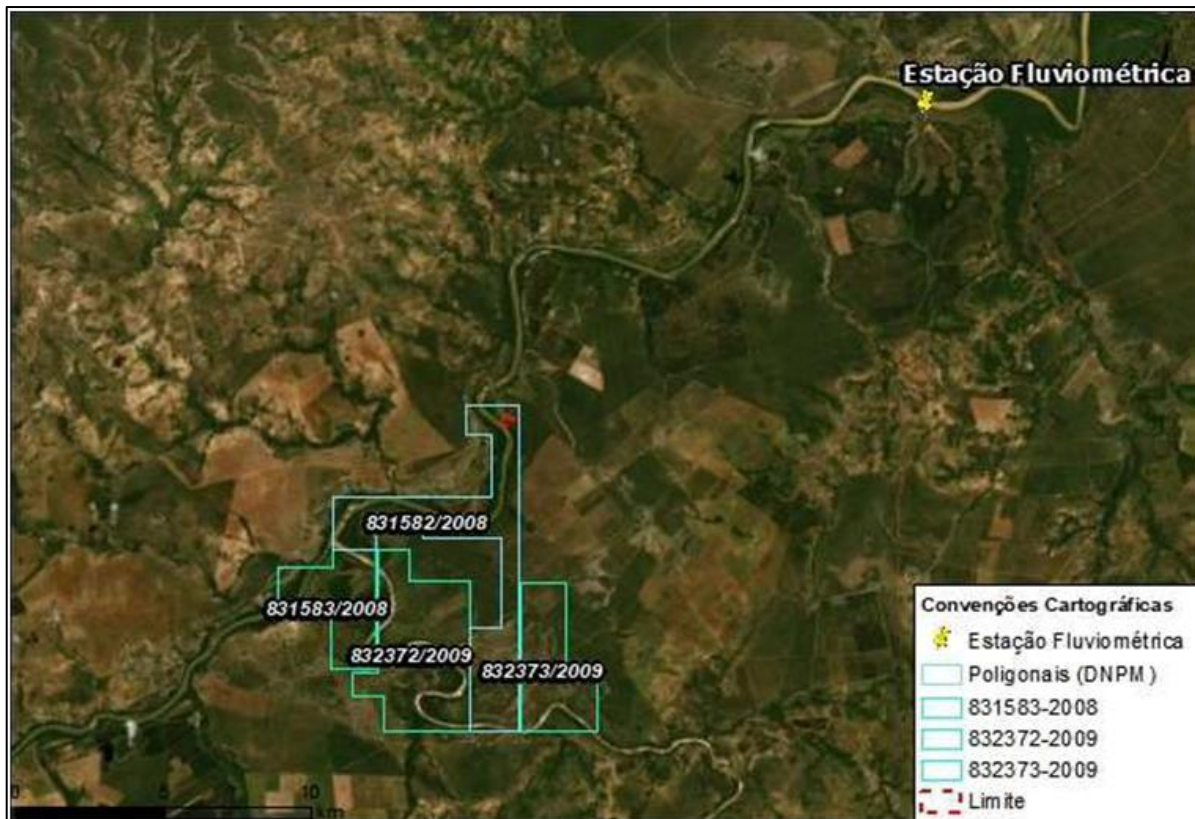 Estação Fluviométrica
831582/2008
831583/2008
832372/2009
832373/2009
Convenções Cartográficas
Estação Fluviométrica
Poligonais (DNPM)
831583-2008
832372-2009
832373-2009
Limite
0 10
km